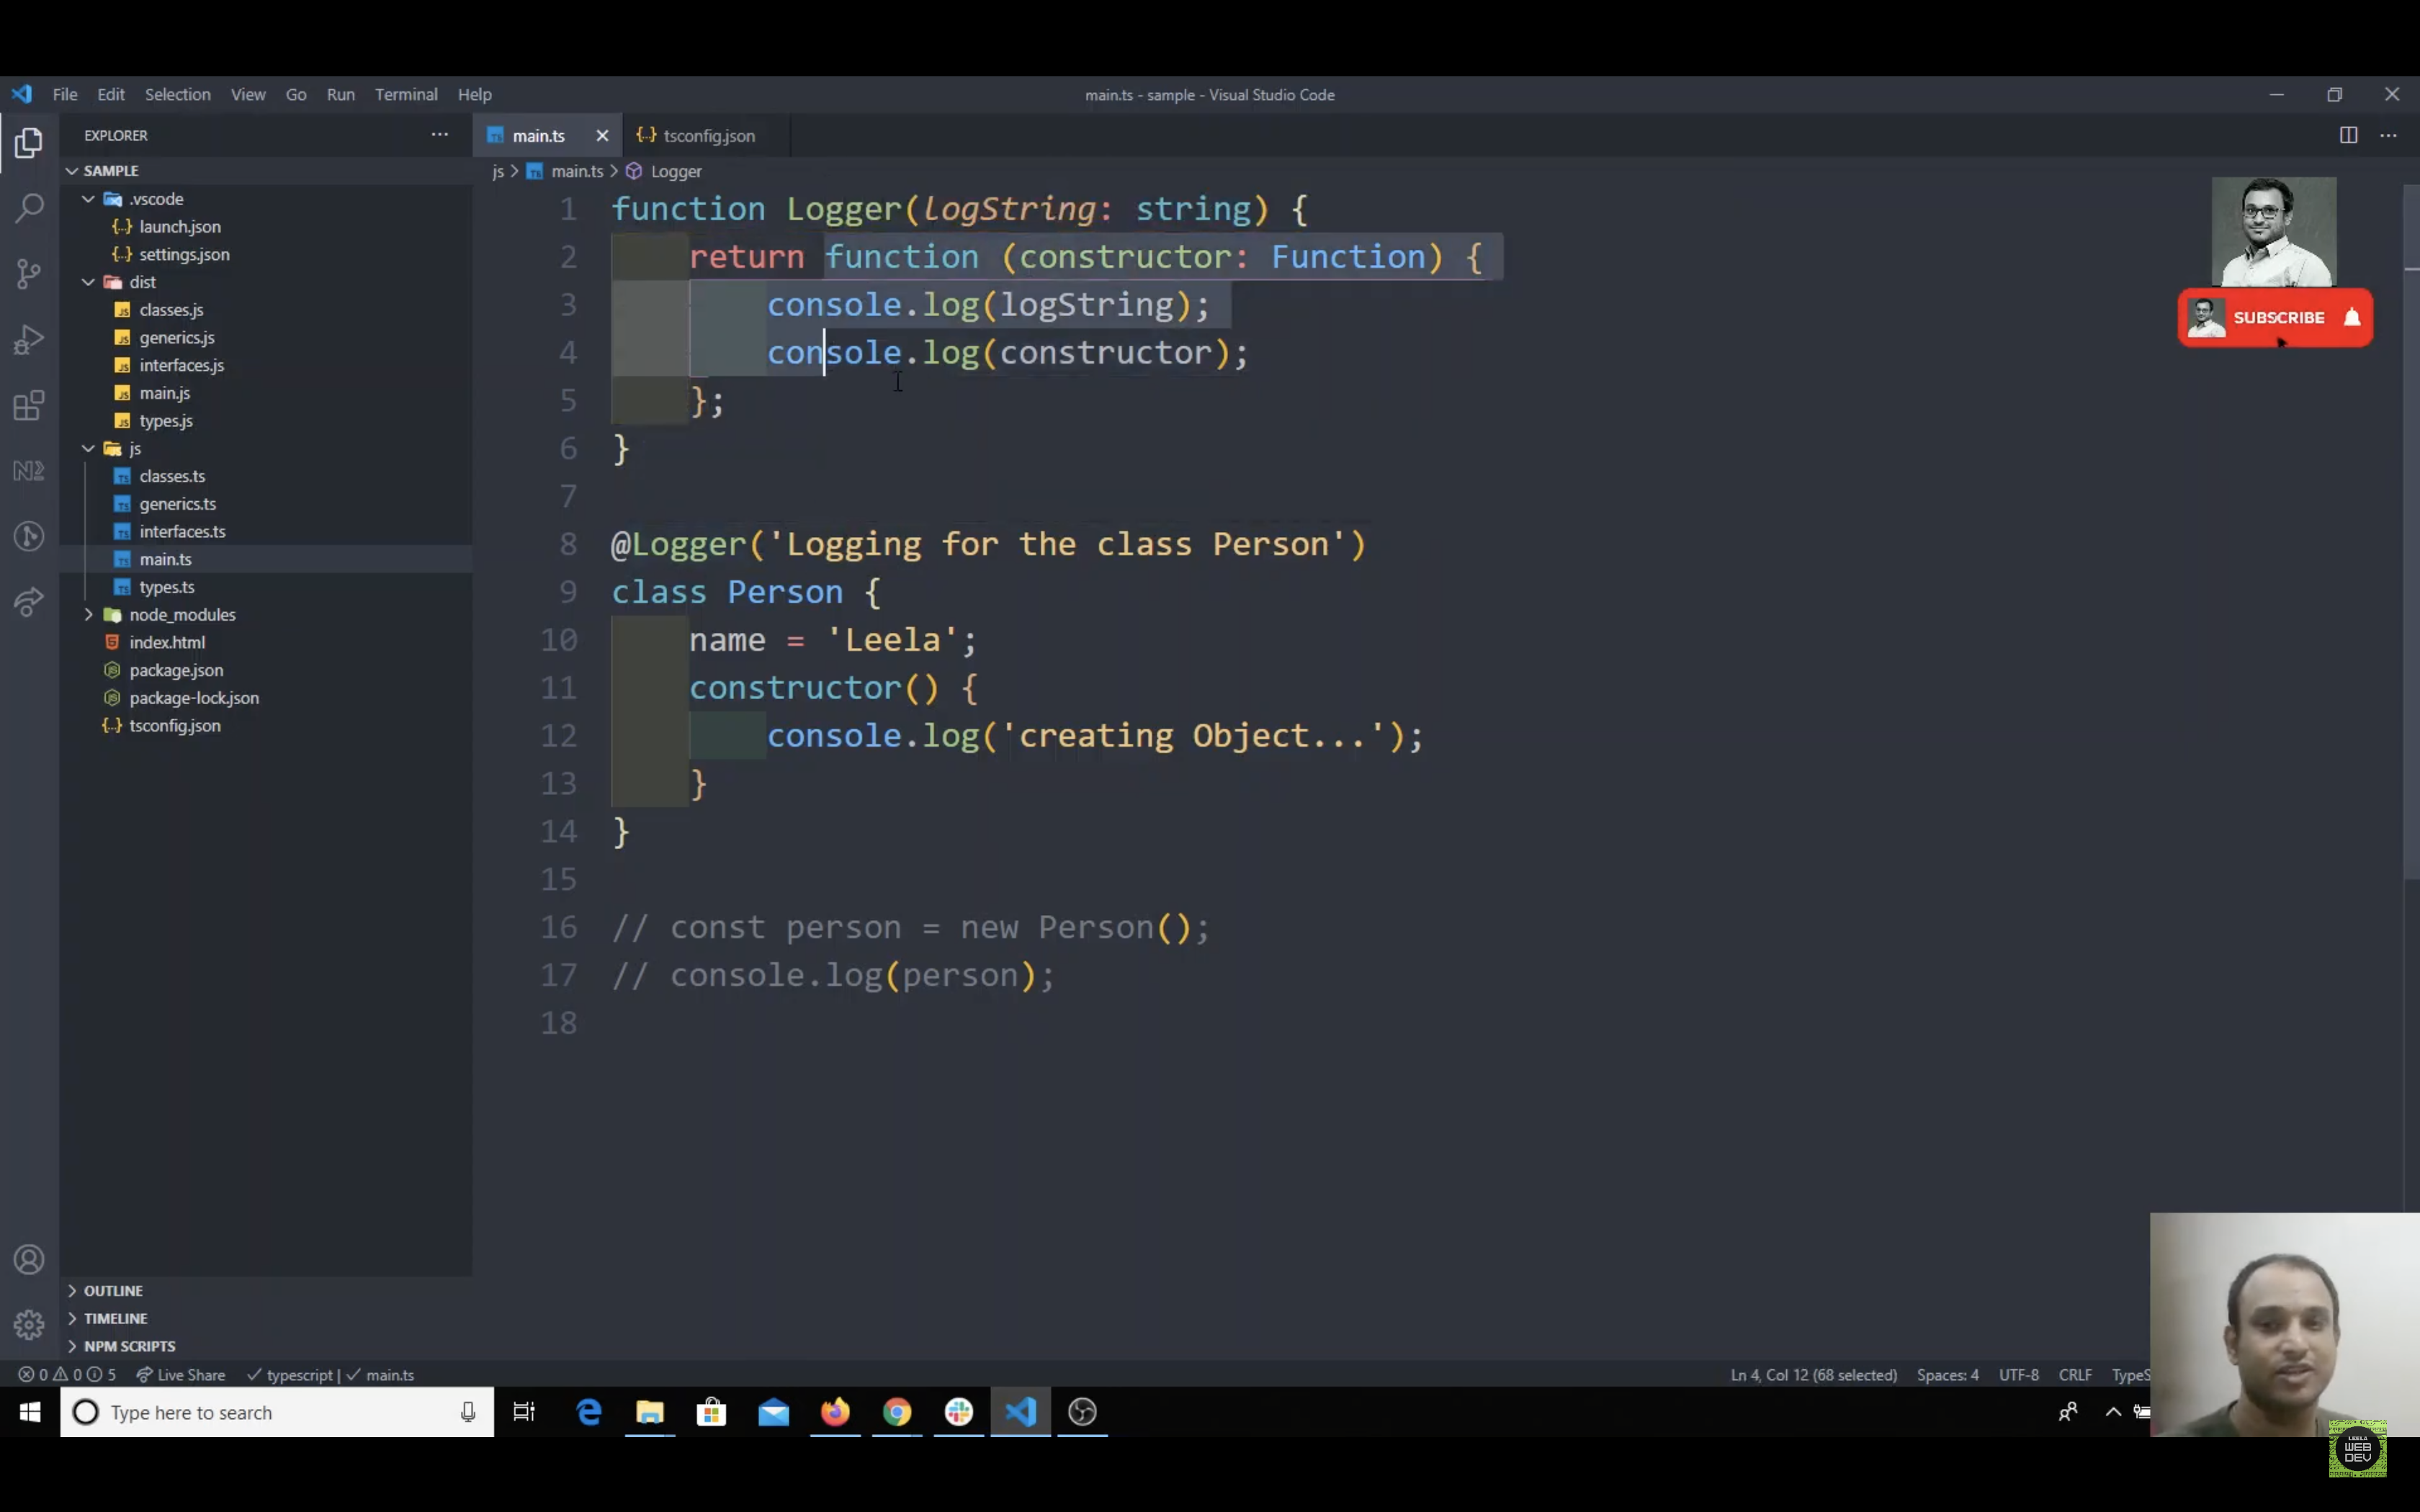 File Edit Selection View Go Run Terminal Help
main.ts - sample - Visual Studio Code
EXPLORER
main.ts
tsconfig.json
SAMPLE
js > main.ts > Logger
.vscode
launch.json
settings.json
dist
classes.js
generics.js
interfaces.js
main.js
types.js
js
classes.ts
generics.ts
interfaces.ts
main.ts
types.ts
node_modules
index.html
package.json
package-lock.json
tsconfig.json
OUTLINE
TIMELINE
NPM SCRIPTS
1 function Logger(logString: string) {
2 return function (constructor: Function) {
3 console.log(logString);
4 console.log(constructor);
5 };
6 }
7
8 @Logger('Logging for the class Person')
9 class Person {
10 name = 'Leela';
11 constructor() {
12 console.log('creating Object...');
13 }
14 }
15
16 // const person = new Person();
17 // console.log(person);
18
SUBSCRIBE
0 0 5 Live Share typescript | main.ts
Ln 4, Col 12 (68 selected) Spaces: 4 UTF-8 CRLF TypeS
Type here to search
LEELA
WEB
DEV